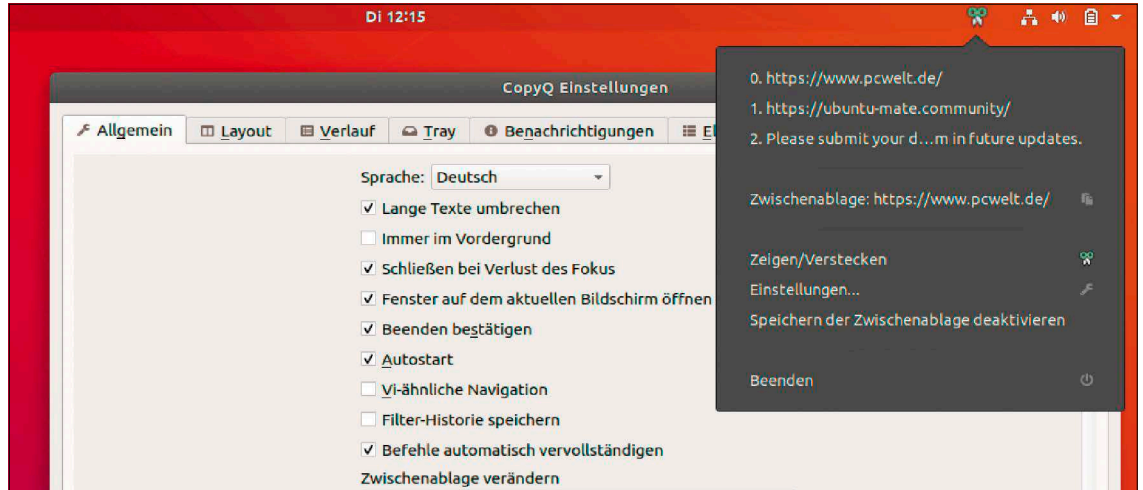 Di 12:15
CopyQ Einstellungen
Allgemein
Layout
Verlauf
Tray
Benachrichtigungen
Sprache: Deutsch
Lange Texte umbrechen
Immer im Vordergrund
Schließen bei Verlust des Fokus
Fenster auf dem aktuellen Bildschirm öffnen
Beenden bestätigen
Autostart
Vi-ähnliche Navigation
Filter-Historie speichern
Befehle automatisch vervollständigen
Zwischenablage verändern
0. https://www.pcwelt.de/
1. https://ubuntu-mate.community/
2. Please submit your d…m in future updates.
Zwischenablage: https://www.pcwelt.de/
Zeigen/Verstecken
Einstellungen...
Speichern der Zwischenablage deaktivieren
Beenden